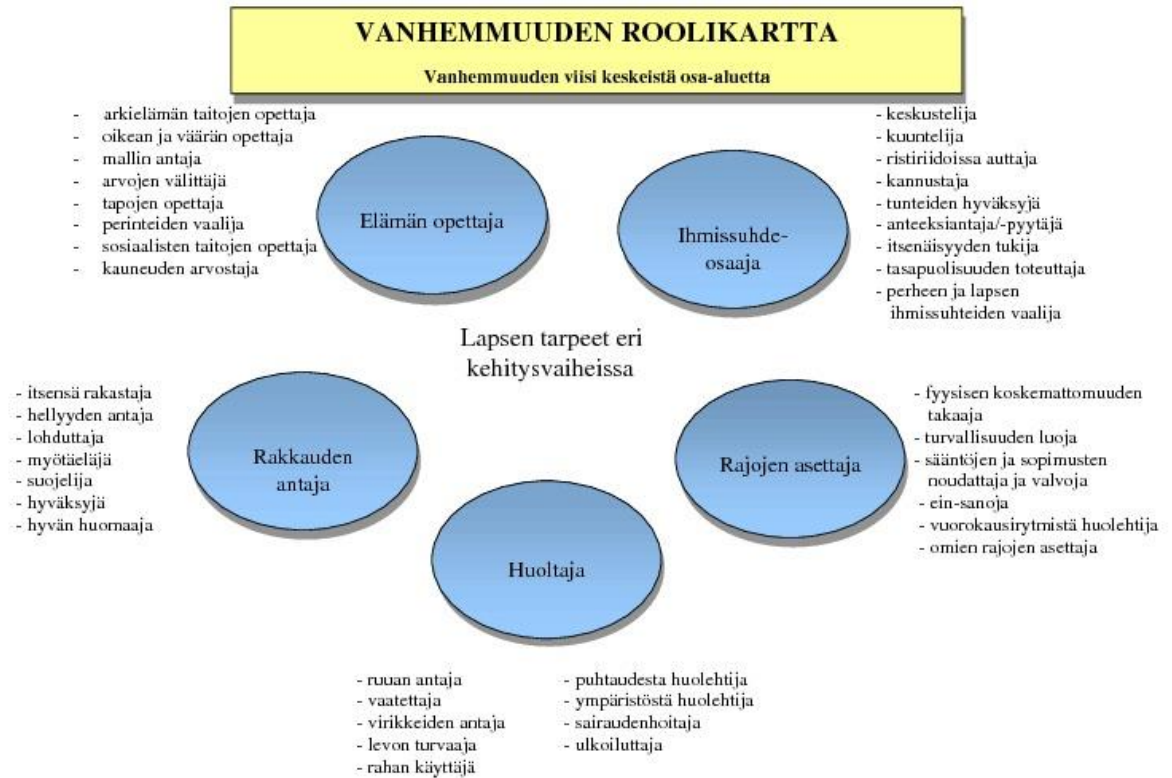 VANHEMMUUDEN ROOLIKARTTA
Vanhemmuuden viisi keskeistä osa-aluetta
- arkielämän taitojen opettaja
- oikean ja väärän opettaja
- mallin antaja
- arvojen välittäjä
- tapojen opettaja
- perinteiden vaalija
- sosiaalisten taitojen opettaja
- kauneuden arvostaja
Elämän opettaja
Ihmissuhde-
osaaja
- keskustelija
- kuuntelija
- ristiriidoissa auttaja
- kannustaja
- tunteiden hyväksyjä
- anteeksiantaja/-pyytäjä
- itsenäisyyden tukija
- tasapuolisuuden toteuttaja
- perheen ja lapsen
ihmissuhteiden vaalija
Lapsen tarpeet eri
kehitysvaiheissa
- itsensä rakastaja
- hellyyden antaja
- lohduttaja
- myötäeläjä
- suojelija
- hyväksyjä
- hyvän huomaaja
Rakkauden
antaja
Rajojen asettaja
- fyysisen koskemattomuuden
takaaja
- turvallisuuden luoja
- sääntöjen ja sopimusten
noudattaja ja valvoja
- ein-sanoja
- vuorokausirytmistä huolehtija
- omien rajojen asettaja
Huoltaja
- ruuan antaja
- vaatettaja
- virikkeiden antaja
- levon turvaaja
- rahan käyttäjä
- puhtaudesta huolehtija
- ympäristöstä huolehtija
- sairaudenhoitaja
- ulkoiluttaja